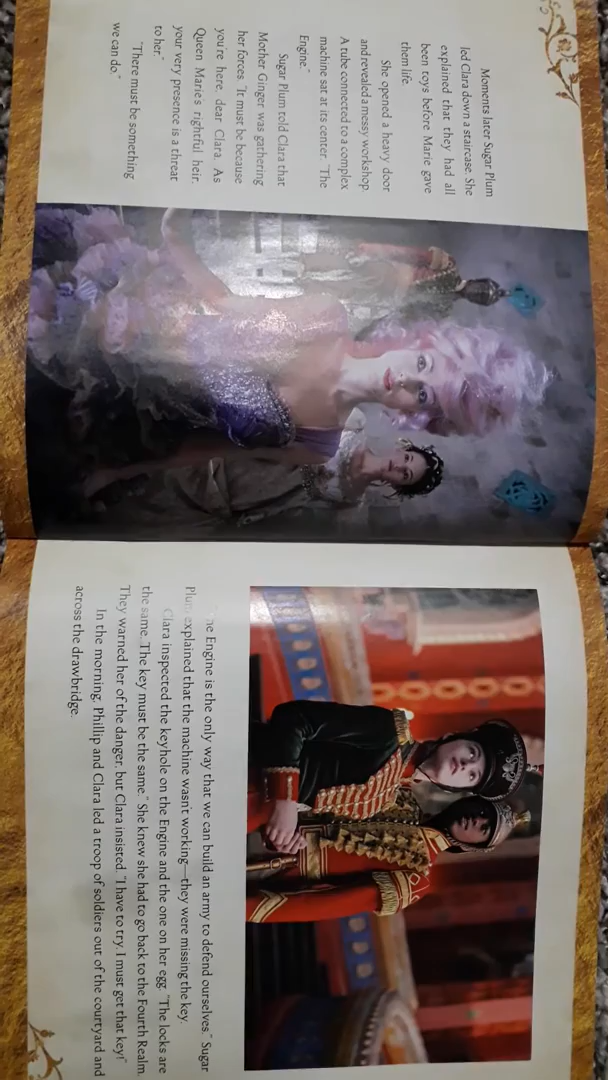 Moments later Sugar Plum
led Clara down a staircase. She
explained that they had all
been toys before Marie gave
them life.
She opened a heavy door
and revealed a messy workshop.
A tube connected to a complex
machine sat at its center. "The
Engine."
Sugar Plum told Clara that
Mother Ginger was gathering
her forces. "It must be because
you're here, dear Clara. As
Queen Marie's rightful heir,
your very presence is a threat
to her."
"There must be something
we can do."
Engine is the only way that we can build an army to defend ourselves." Sugar
Plum explained that the machine wasn't working—they were missing the key.
Clara inspected the keyhole on the Engine and the one on her egg. "The locks are
the same. The key must be the same." She knew she had to go back to the Fourth Realm.
They warned her of the danger, but Clara insisted. "I have to try. I must get that key!"
In the morning, Phillip and Clara led a troop of soldiers out of the courtyard and
across the drawbridge.